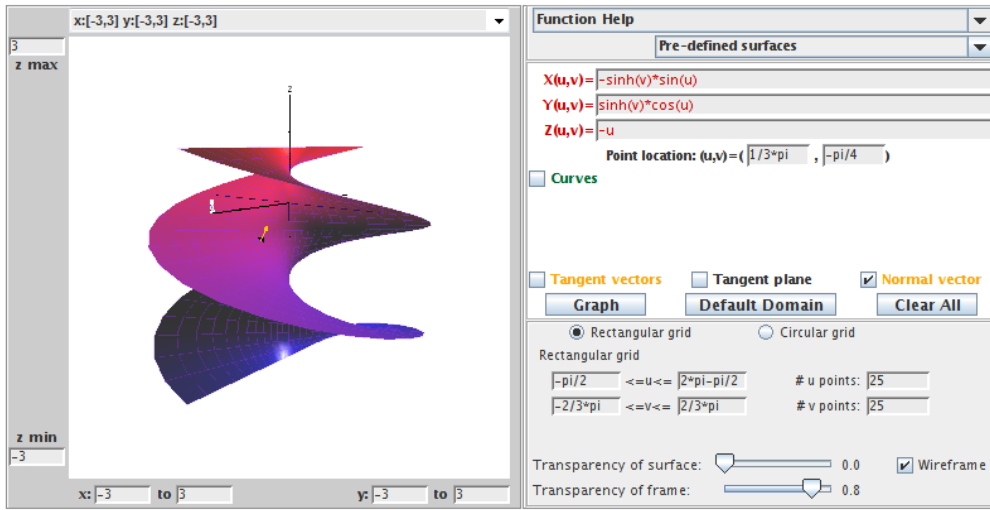 x:[-3,3] y:[-3,3] z:[-3,3]
3
z max
z
z min
-3
x: -3 to 3 y: -3 to 3
Function Help
Pre-defined surfaces
X(u,v)= -sinh(v)*sin(u)
Y(u,v)= sinh(v)*cos(u)
Z(u,v)= -u
Point location: (u,v)=( 1/3*pi , -pi/4 )
Curves
Tangent vectors Tangent plane Normal vector
Graph Default Domain Clear All
Rectangular grid Circular grid
Rectangular grid
-pi/2 <=u<= 2*pi-pi/2 # u points: 25
-2/3*pi <=v<= 2/3*pi # v points: 25
Transparency of surface: 0.0 Wireframe
Transparency of frame: 0.8